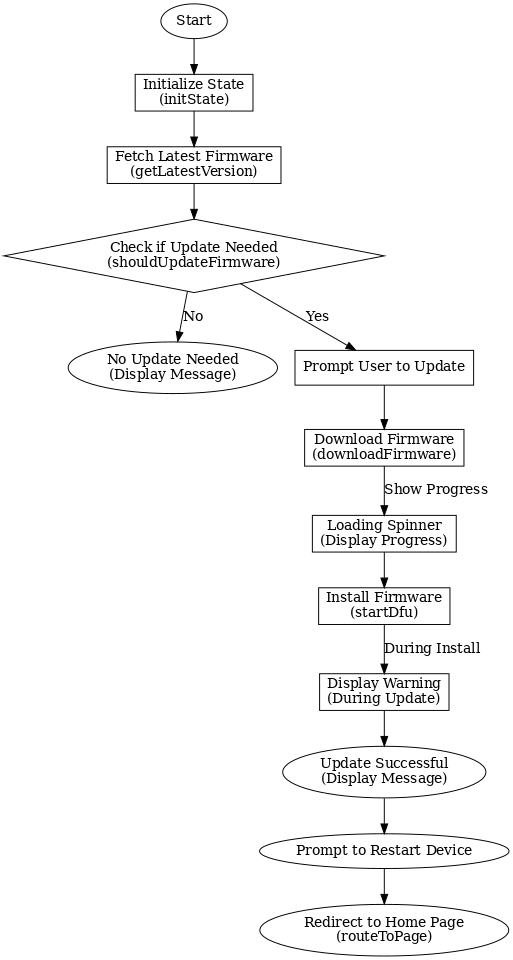 Start
Initialize State
(initState)
Fetch Latest Firmware
(getLatestVersion)
Check if Update Needed
(shouldUpdateFirmware)
No
Yes
No Update Needed
(Display Message)
Prompt User to Update
Download Firmware
(downloadFirmware)
Show Progress
Loading Spinner
(Display Progress)
Install Firmware
(startDfu)
During Install
Display Warning
(During Update)
Update Successful
(Display Message)
Prompt to Restart Device
Redirect to Home Page
(routeToPage)